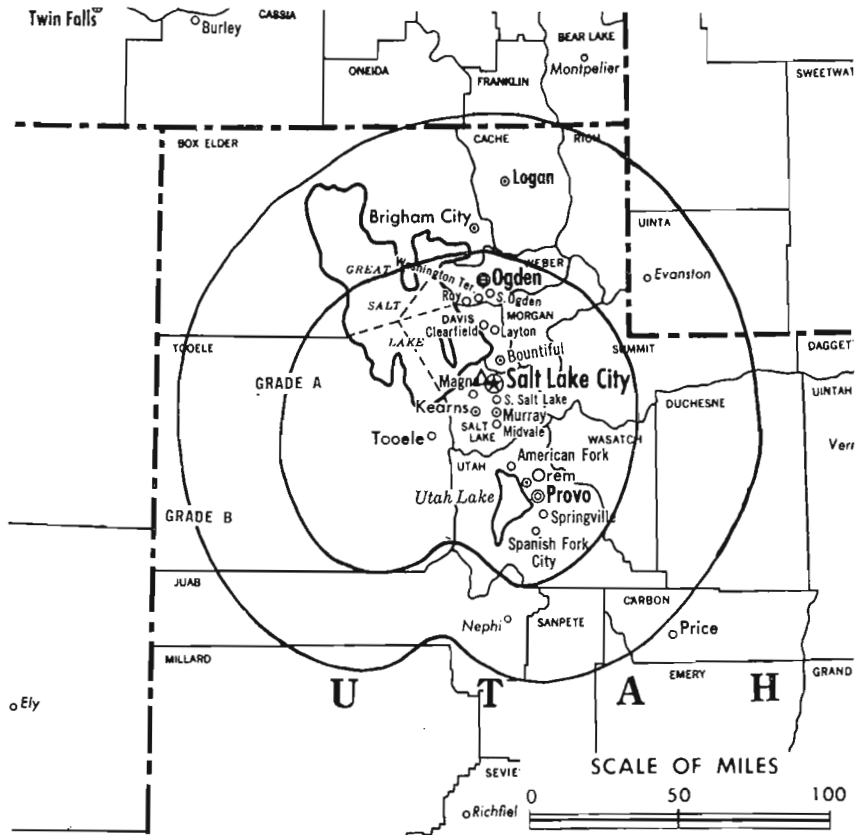 CASSIA
Twin Falls
Burley
BEAR LAKE
ONEIDA
FRANKLIN
Montpelier
SWEETWAT
BOX ELDER
CACHE
RICH
Logan
Brigham City
UINTA
GREAT
Washington Ter.
WEBER
Ogden
Evanston
Roy
S. Ogden
SALT
DAVIS
MORGAN
Clearfield
Layton
LAKE
TOOELE
Bountiful
SUMMIT
DAGGET
GRADE A
Magna
Salt Lake City
UINTAH
S. Salt Lake
DUCHESNE
Kearns
Murray
SALT LAKE
Midvale
WASATCH
Tooele
American Fork
Vern
UTAH
Orem
Utah Lake
Provo
GRADE B
Springville
Spanish Fork
City
JUAB
CARBON
Nephi
SANPETE
Price
MILLARD
EMERY
GRAND
U T A H
Ely
SCALE OF MILES
SEVIE
0 50 100
Richfiel